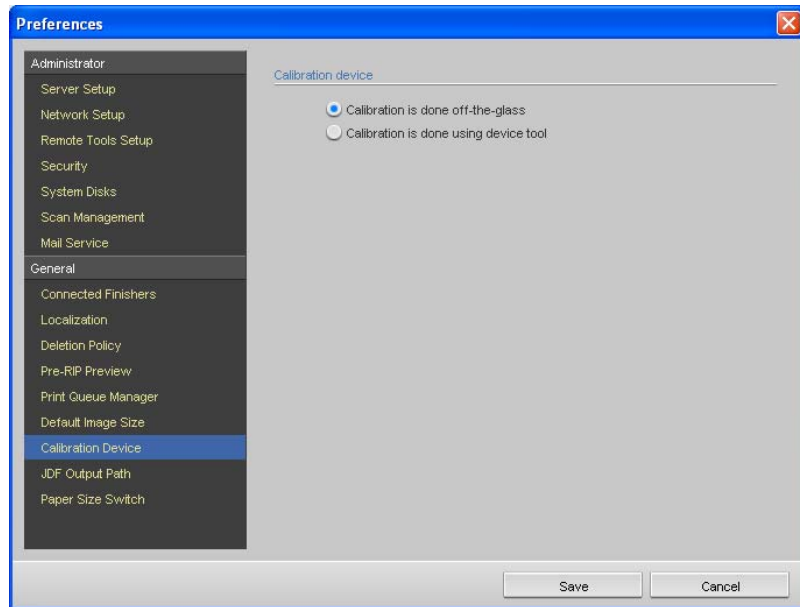 Preferences
Administrator
Server Setup
Network Setup
Remote Tools Setup
Security
System Disks
Scan Management
Mail Service
General
Connected Finishers
Localization
Deletion Policy
Pre-RIP Preview
Print Queue Manager
Default Image Size
Calibration Device
JDF Output Path
Paper Size Switch
Calibration device
Calibration is done off-the-glass
Calibration is done using device tool
Save
Cancel